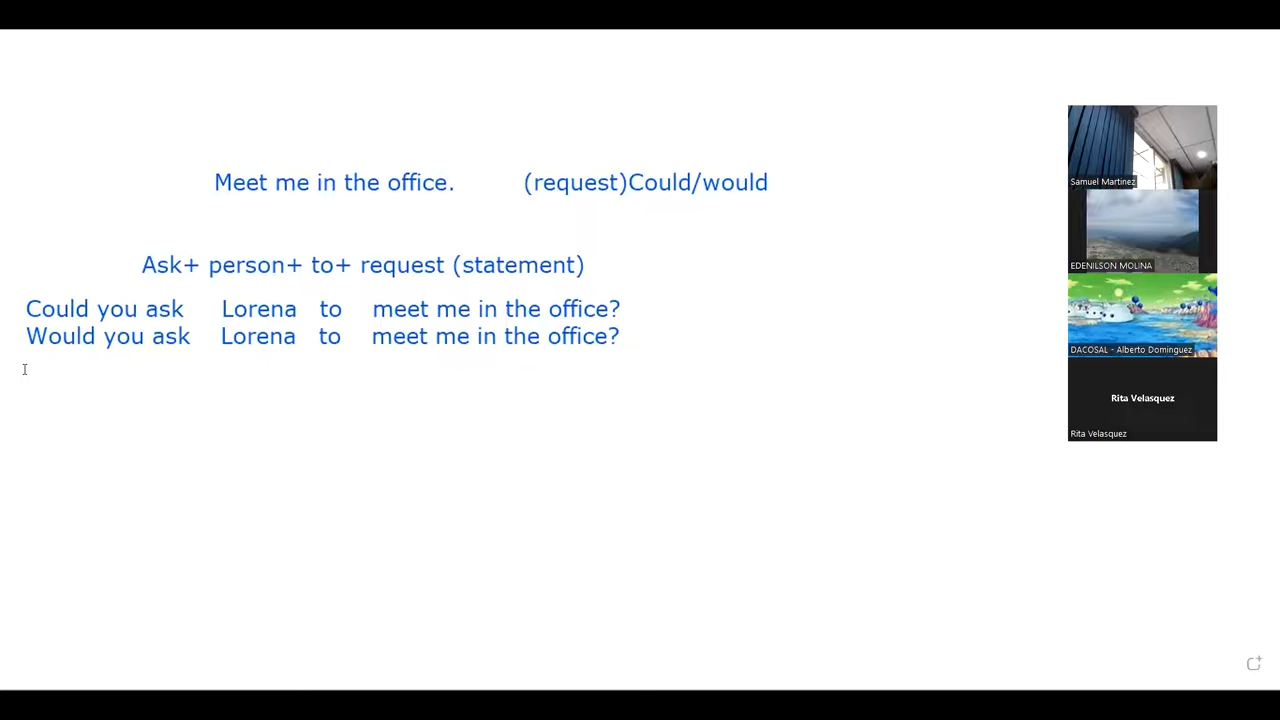 Meet me in the office. (request)Could/would
Ask+ person+ to+ request (statement)
Could you ask Lorena to meet me in the office?
Would you ask Lorena to meet me in the office?
Samuel Martinez
EDENILSON MOLINA
DACOSAL - Alberto Dominguez
Rita Velasquez
Rita Velasquez